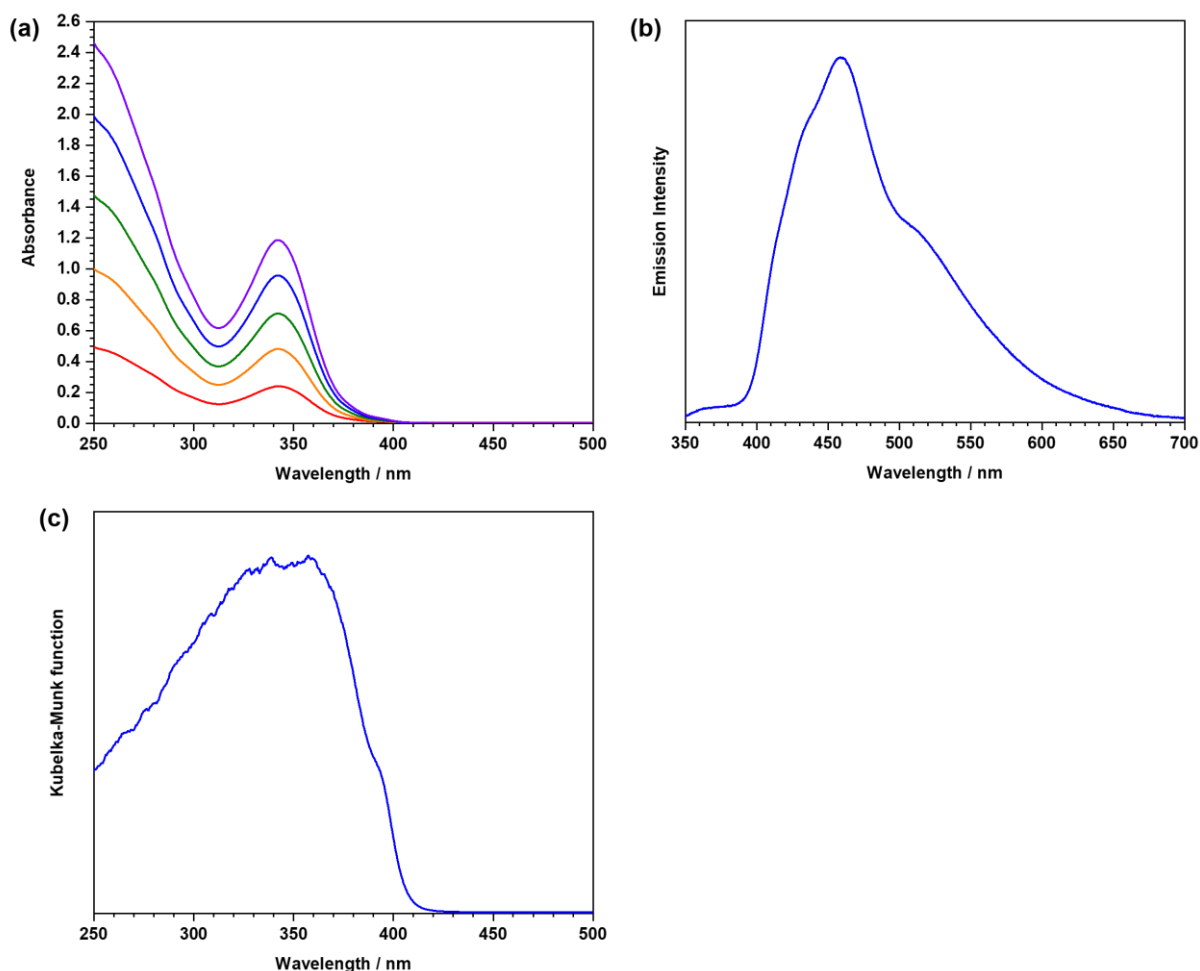 (a)
2.6
2.4
2.2
2.0
1.8
1.6
1.4
1.2
1.0
0.8
0.6
0.4
0.2
0.0
Absorbance
250 300 350 400 450 500
Wavelength / nm
(b)
Emission Intensity
350 400 450 500 550 600 650 700
Wavelength / nm
(c)
Kubelka-Munk function
250 300 350 400 450 500
Wavelength / nm